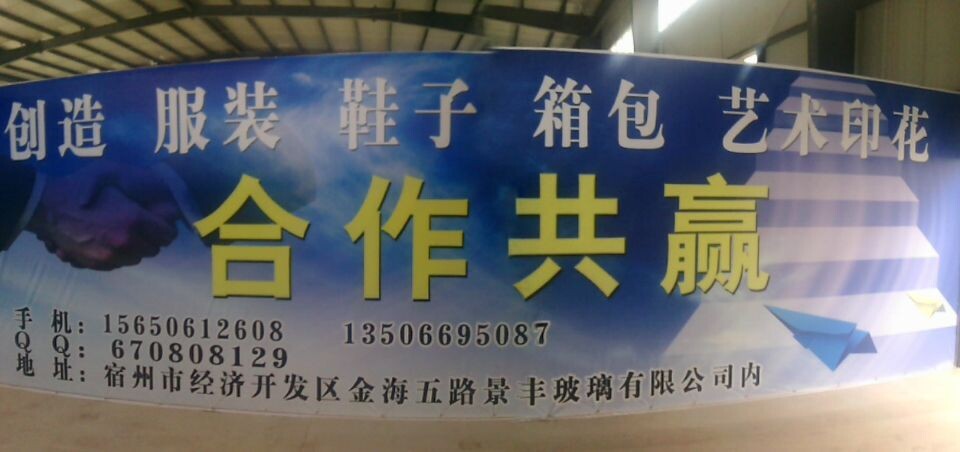 创造 服装 鞋子 箱包 艺术印花
合作共赢
手 机：15650612608 13506695087
Q Q：670808129
地 址：宿州市经济开发区金海五路景丰玻璃有限公司内